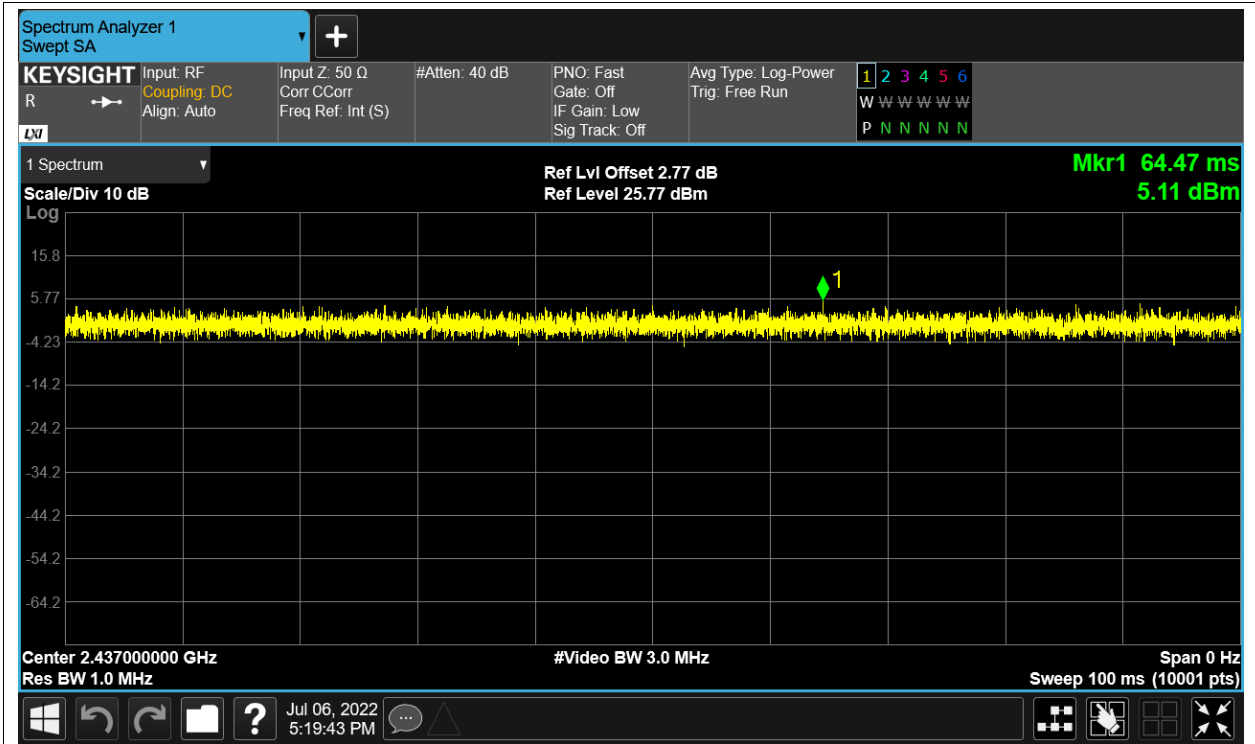 Spectrum Analyzer 1
Swept SA
KEYSIGHT
R
LXI
Input: RF
Coupling: DC
Align: Auto
Input Z: 50 Ω
Corr CCorr
Freq Ref: Int (S)
#Atten: 40 dB
PNO: Fast
Gate: Off
IF Gain: Low
Sig Track: Off
Avg Type: Log-Power
Trig: Free Run
1 2 3 4 5 6
W W W W W W
P N N N N N
1 Spectrum
Scale/Div 10 dB
Ref Lvl Offset 2.77 dB
Ref Level 25.77 dBm
Mkr1 64.47 ms
5.11 dBm
Log
15.8
5.77
-4.23
-14.2
-24.2
-34.2
-44.2
-54.2
-64.2
1
Center 2.437000000 GHz
Res BW 1.0 MHz
#Video BW 3.0 MHz
Span 0 Hz
Sweep 100 ms (10001 pts)
?
Jul 06, 2022
5:19:43 PM